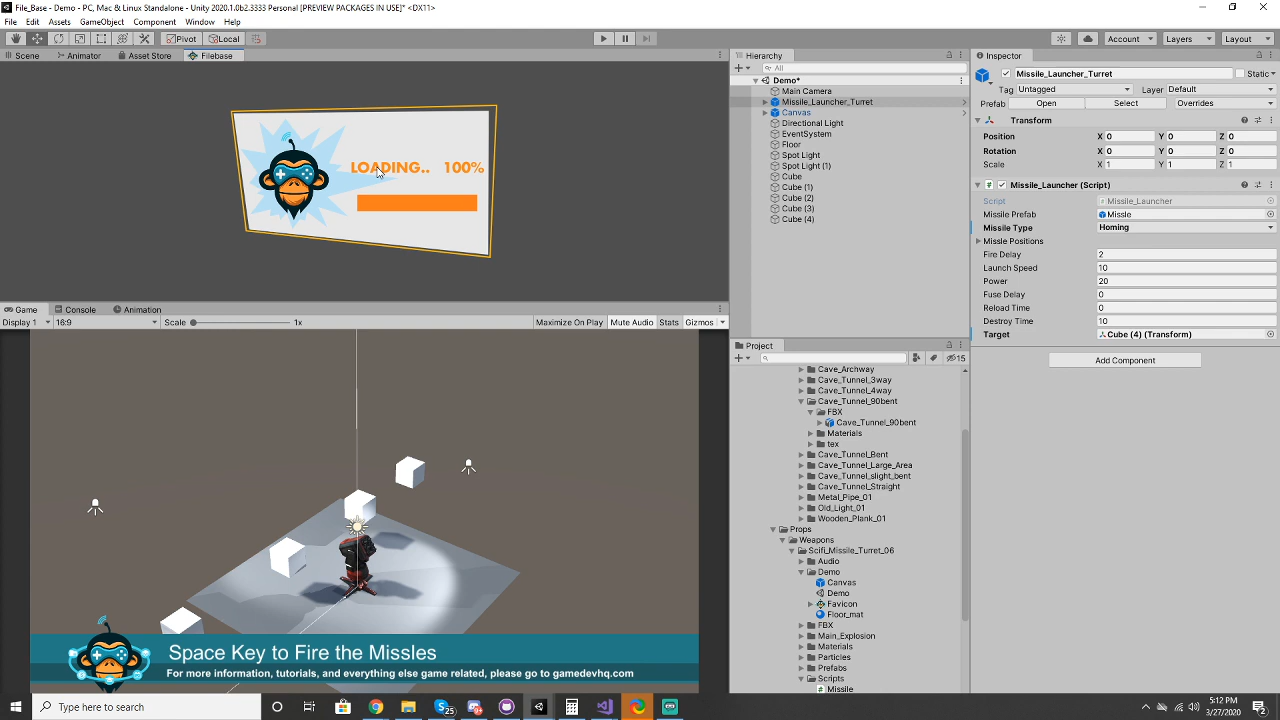 File_Base - Demo - PC, Mac & Linux Standalone - Unity 2020.1.0b2.3333 Personal [PREVIEW PACKAGES IN USE]* <DX11>
File Edit Assets GameObject Component Window Help
Pivot Local Account Layers Layout
Scene Animator Asset Store Filebase
LOADING.. 100%
Game Console Animation
Display 1 16:9 Scale 1x Maximize On Play Mute Audio Stats Gizmos
Space Key to Fire the Missles
For more information, tutorials, and everything else game related, please go to gamedevhq.com
Hierarchy
All
Demo*
Main Camera
Missile_Launcher_Turret
Canvas
Directional Light
EventSystem
Floor
Spot Light
Spot Light (1)
Cube
Cube (1)
Cube (2)
Cube (3)
Cube (4)
Project
15
Cave_Archway
Cave_Tunnel_3way
Cave_Tunnel_4way
Cave_Tunnel_90bent
FBX
Cave_Tunnel_90bent
Materials
tex
Cave_Tunnel_Bent
Cave_Tunnel_Large_Area
Cave_Tunnel_slight_bent
Cave_Tunnel_Straight
Metal_Pipe_01
Old_Light_01
Wooden_Plank_01
Props
Weapons
Scifi_Missile_Turret_06
Audio
Demo
Canvas
Demo
Favicon
Floor_mat
FBX
Main_Explosion
Materials
Particles
Prefabs
Scripts
Missile
Inspector
Missile_Launcher_Turret Static
Tag Untagged Layer Default
Prefab Open Select Overrides
Transform
Position X 0 Y 0 Z 0
Rotation X 0 Y 0 Z 0
Scale X 1 Y 1 Z 1
Missile_Launcher (Script)
Script Missile_Launcher
Missile Prefab Missle
Missile Type Homing
Missle Positions
Fire Delay 2
Launch Speed 10
Power 20
Fuse Delay 0
Reload Time 0
Destroy Time 10
Target Cube (4) (Transform)
Add Component
Type here to search
25
5:12 PM
3/27/2020
2